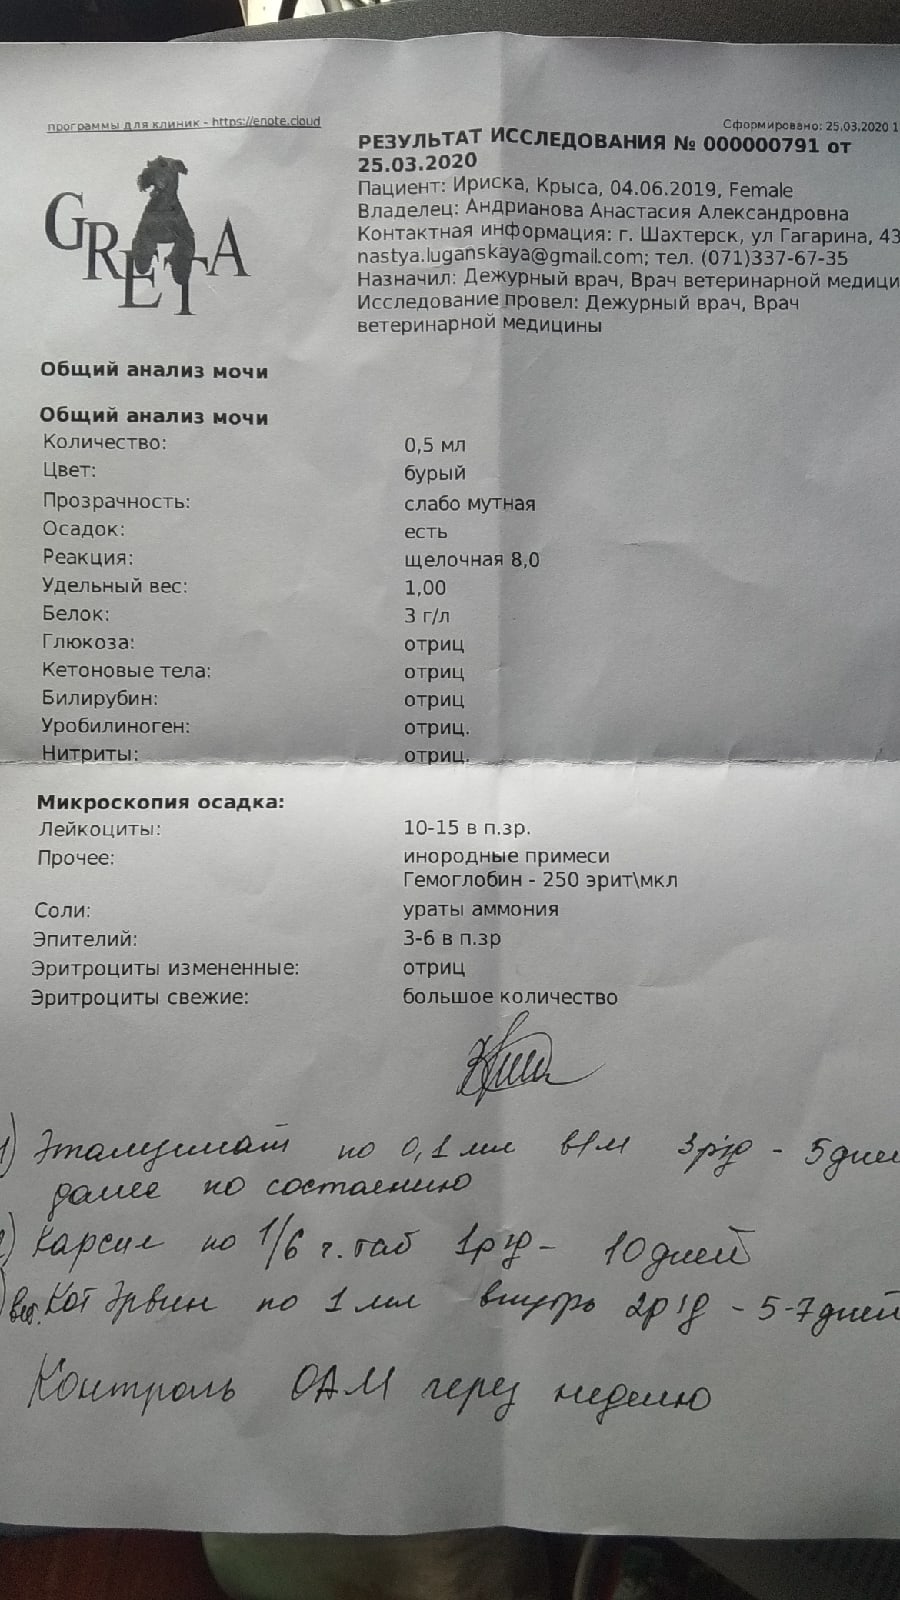 программы для клиник - https://enote.cloud
Сформировано: 25.03.2020 1
GRETA
РЕЗУЛЬТАТ ИССЛЕДОВАНИЯ № 000000791 от
25.03.2020
Пациент: Ириска, Крыса, 04.06.2019, Female
Владелец: Андрианова Анастасия Александровна
Контактная информация: г. Шахтерск, ул Гагарина, 43
nastya.luganskaya@gmail.com; тел. (071)337-67-35
Назначил: Дежурный врач, Врач ветеринарной медици
Исследование провел: Дежурный врач, Врач
ветеринарной медицины
Общий анализ мочи
Общий анализ мочи
Количество: 0,5 мл
Цвет: бурый
Прозрачность: слабо мутная
Осадок: есть
Реакция: щелочная 8,0
Удельный вес: 1,00
Белок: 3 г/л
Глюкоза: отриц
Кетоновые тела: отриц
Билирубин: отриц
Уробилиноген: отриц.
Нитриты: отриц.
Микроскопия осадка:
Лейкоциты: 10-15 в п.зр.
Прочее: инородные примеси
Гемоглобин - 250 эрит\мкл
Соли: ураты аммония
Эпителий: 3-6 в п.зр
Эритроциты измененные: отриц
Эритроциты свежие: большое количество
1) Этамзилат по 0,1 мл в/м 3р/д - 5 дней
далее по состоянию
2) Карсил по 1/6 ч. таб 1р/д - 10 дней
) вет. Кот Эрвин по 1 мл внутрь 2р/д - 5-7 дней
Контроль ОАМ через неделю